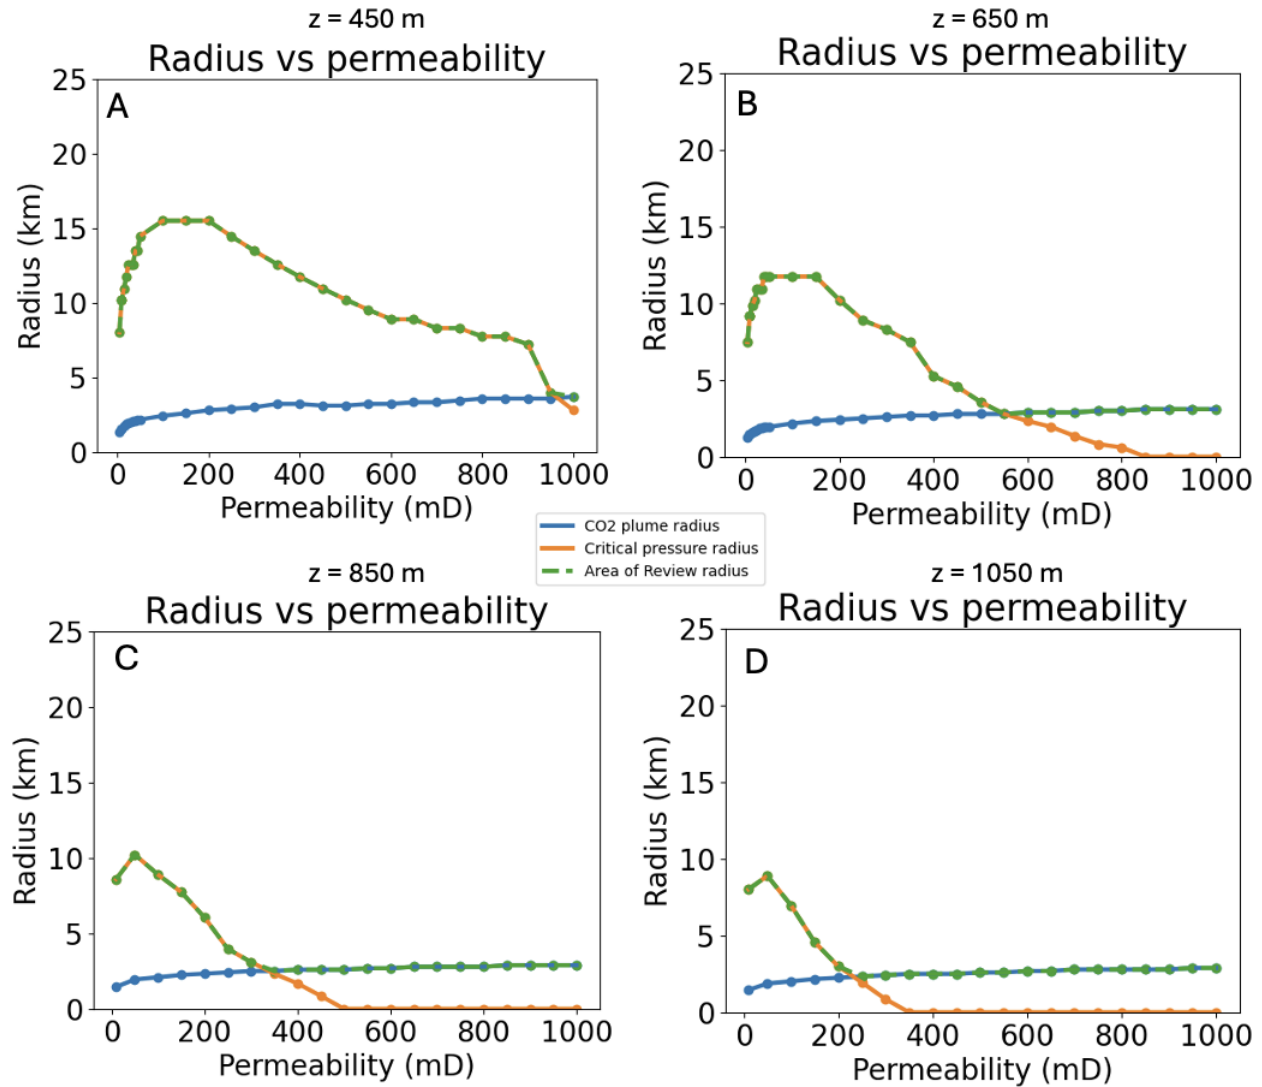 z = 450 m
Radius vs permeability
A
25
20
15
10
5
0
Radius (km)
0 200 400 600 800 1000
Permeability (mD)
z = 650 m
Radius vs permeability
B
25
20
15
10
5
0
Radius (km)
0 200 400 600 800 1000
Permeability (mD)
CO2 plume radius
Critical pressure radius
Area of Review radius
z = 850 m
Radius vs permeability
C
25
20
15
10
5
0
Radius (km)
0 200 400 600 800 1000
Permeability (mD)
z = 1050 m
Radius vs permeability
D
25
20
15
10
5
0
Radius (km)
0 200 400 600 800 1000
Permeability (mD)